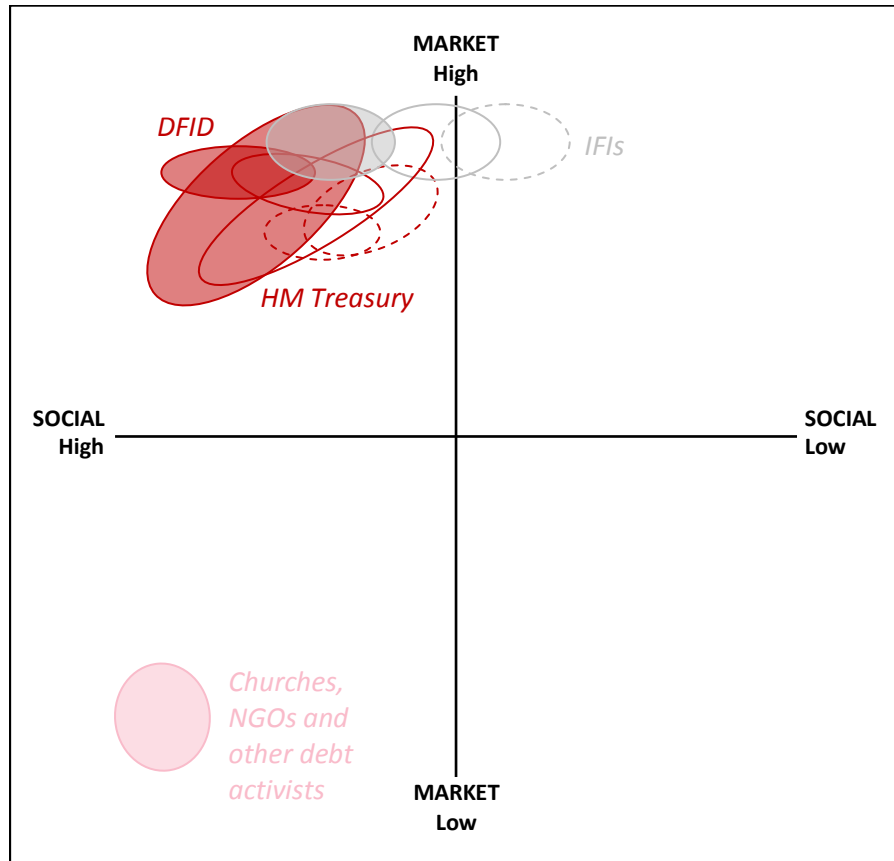 MARKET
High
DFID
IFIs
HM Treasury
SOCIAL
High
SOCIAL
Low
Churches,
NGOs and
other debt
activists
MARKET
Low